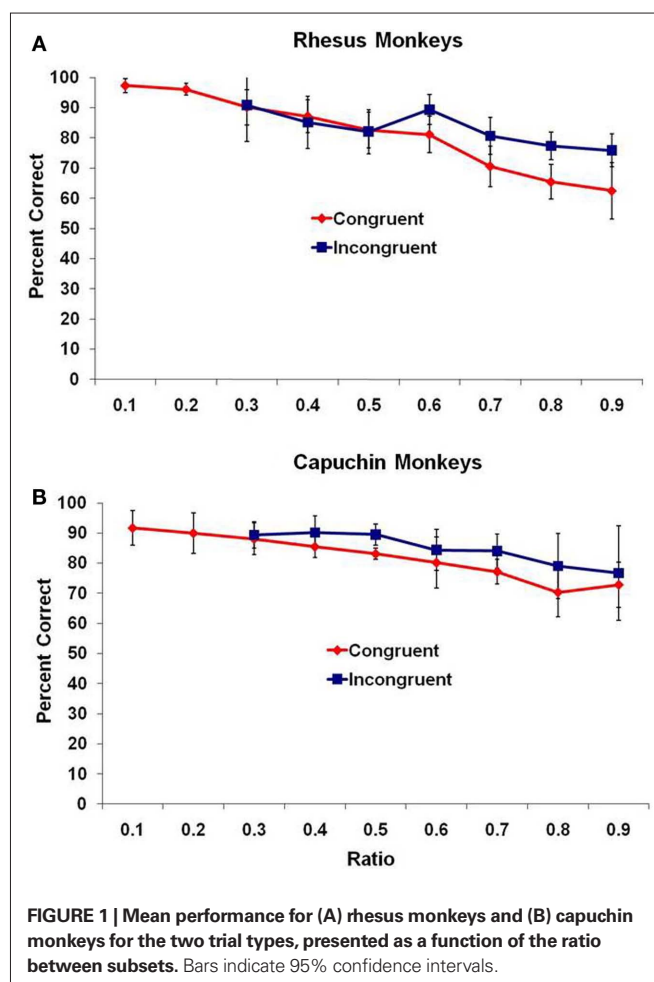 A
Rhesus Monkeys
100
90
80
70
60
50
40
30
20
10
0
Percent Correct
Congruent
Incongruent
0.1 0.2 0.3 0.4 0.5 0.6 0.7 0.8 0.9
Capuchin Monkeys
B
100
90
80
70
60
50
40
30
20
10
0
Percent Correct
Congruent
Incongruent
0.1 0.2 0.3 0.4 0.5 0.6 0.7 0.8 0.9
Ratio
FIGURE 1 | Mean performance for (A) rhesus monkeys and (B) capuchin
monkeys for the two trial types, presented as a function of the ratio
between subsets. Bars indicate 95% confidence intervals.